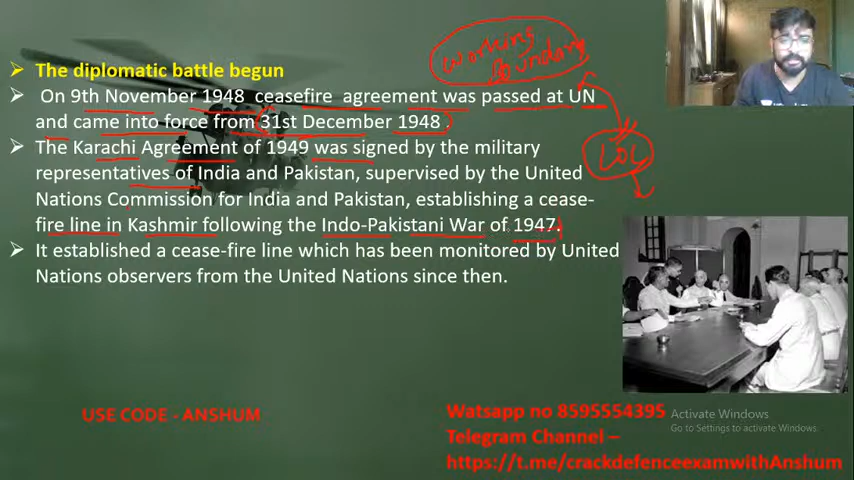 working
Boundary
The diplomatic battle begun
On 9th November 1948 ceasefire agreement was passed at UN
and came into force from 31st December 1948
LOC
The Karachi Agreement of 1949 was signed by the military
representatives of India and Pakistan, supervised by the United
Nations Commission for India and Pakistan, establishing a cease-
fire line in Kashmir following the Indo-Pakistani War of 1947.
It established a cease-fire line which has been monitored by United
Nations observers from the United Nations since then.
USE CODE - ANSHUM
Watsapp no 8595554395
Telegram Channel –
https://t.me/crackdefenceexamwithAnshum
Activate Windows
Go to Settings to activate Windows.